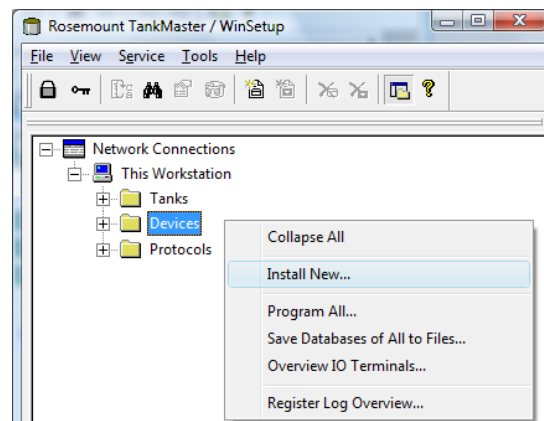 Rosemount TankMaster / WinSetup
File View Service Tools Help
Network Connections
This Workstation
Tanks
Devices
Protocols
Collapse All
Install New...
Program All...
Save Databases of All to Files...
Overview IO Terminals...
Register Log Overview...